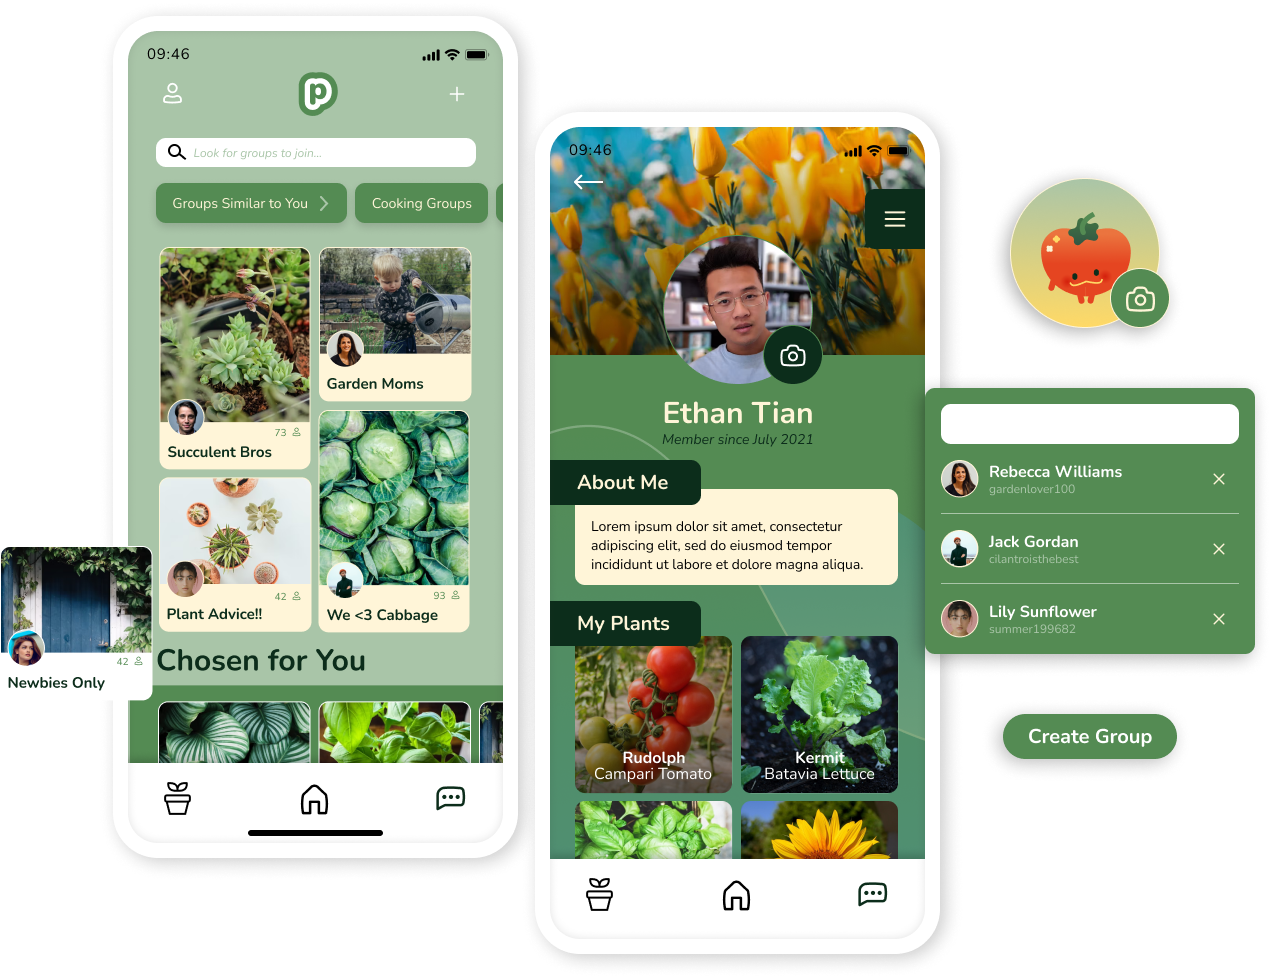 09:46
p
Look for groups to join...
Groups Similar to You
Cooking Groups
73
Succulent Bros
Garden Moms
42
Plant Advice!!
93
We <3 Cabbage
42
Newbies Only
Chosen for You
09:46
Ethan Tian
Member since July 2021
About Me
Lorem ipsum dolor sit amet, consectetur
adipiscing elit, sed do eiusmod tempor
incididunt ut labore et dolore magna aliqua.
My Plants
Rudolph
Campari Tomato
Kermit
Batavia Lettuce
Rebecca Williams
gardenlover100
Jack Gordan
cilantroisthebest
Lily Sunflower
summer199682
Create Group